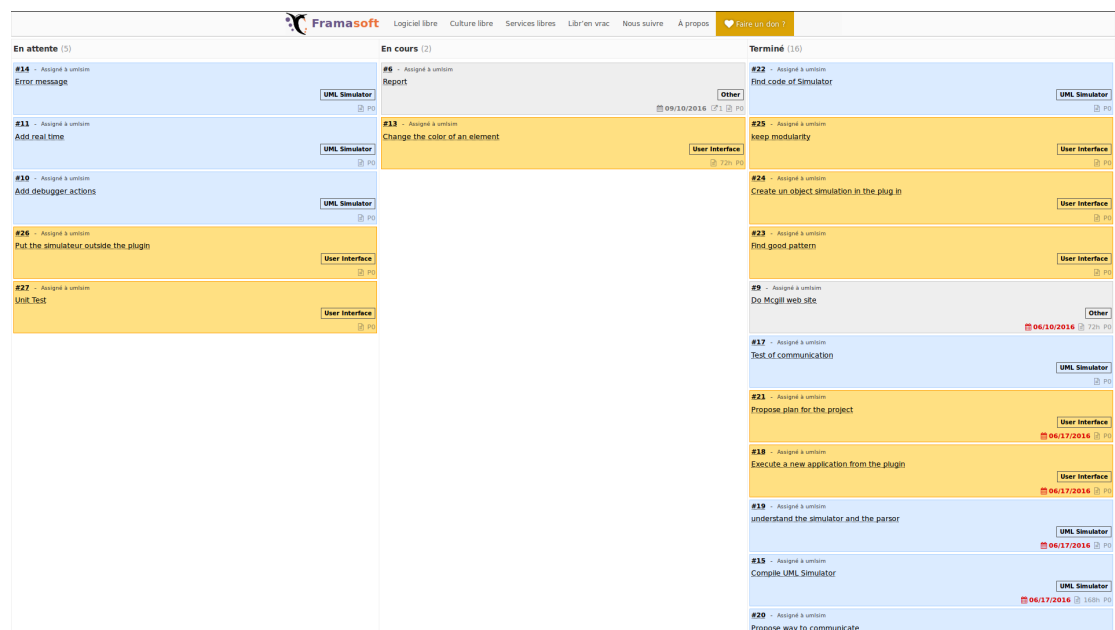 Framasoft
Logiciel libre Culture libre Services libres Libr'en vrac Nous suivre À propos Faire un don ?
En attente (5)
#14 - Assigné à umlsim
Error message
UML Simulator
P0
#11 - Assigné à umlsim
Add real time
UML Simulator
P0
#10 - Assigné à umlsim
Add debugger actions
UML Simulator
P0
#26 - Assigné à umlsim
Put the simulateur outside the plugin
User Interface
P0
#27 - Assigné à umlsim
Unit Test
User Interface
P0
En cours (2)
#6 - Assigné à umlsim
Report
Other
09/10/2016 1 P0
#13 - Assigné à umlsim
Change the color of an element
User Interface
72h P0
Terminé (16)
#22 - Assigné à umlsim
Find code of Simulator
UML Simulator
P0
#25 - Assigné à umlsim
keep modularity
User Interface
P0
#24 - Assigné à umlsim
Create un object simulation in the plug in
User Interface
P0
#23 - Assigné à umlsim
Find good pattern
User Interface
P0
#9 - Assigné à umlsim
Do Mcgill web site
Other
06/10/2016 72h P0
#17 - Assigné à umlsim
Test of communication
UML Simulator
P0
#21 - Assigné à umlsim
Propose plan for the project
User Interface
06/17/2016 P0
#18 - Assigné à umlsim
Execute a new application from the plugin
User Interface
06/17/2016 P0
#19 - Assigné à umlsim
understand the simulator and the parsor
UML Simulator
06/17/2016 P0
#15 - Assigné à umlsim
Compile UML Simulator
UML Simulator
06/17/2016 168h P0
#20 - Assigné à umlsim
Propose way to communicate